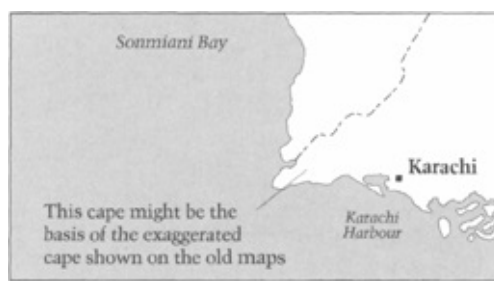 Sonmiani Bay
Karachi
This cape might be the
basis of the exaggerated
cape shown on the old maps
Karachi
Harbour